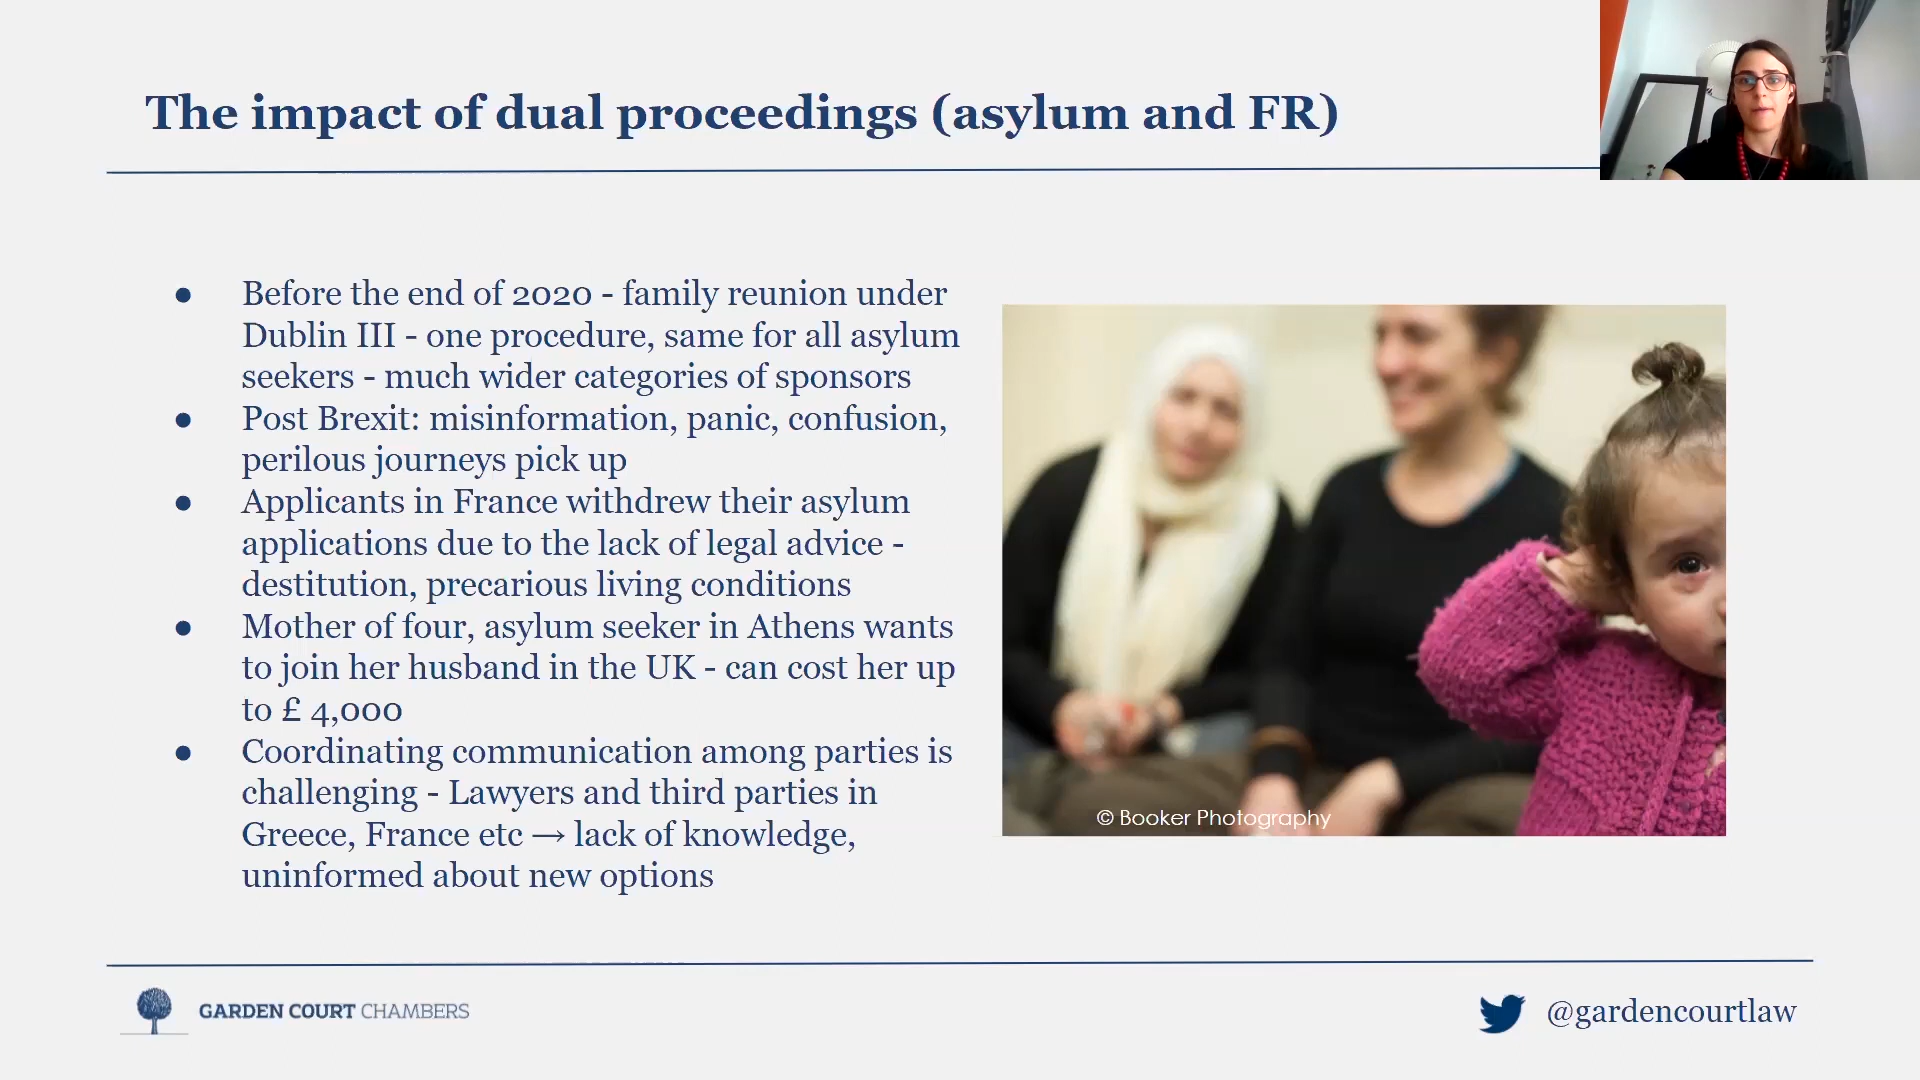 The impact of dual proceedings (asylum and FR)
● Before the end of 2020 - family reunion under
Dublin III - one procedure, same for all asylum
seekers - much wider categories of sponsors
● Post Brexit: misinformation, panic, confusion,
perilous journeys pick up
● Applicants in France withdrew their asylum
applications due to the lack of legal advice -
destitution, precarious living conditions
● Mother of four, asylum seeker in Athens wants
to join her husband in the UK - can cost her up
to £ 4,000
● Coordinating communication among parties is
challenging - Lawyers and third parties in
Greece, France etc → lack of knowledge,
uninformed about new options
© Booker Photography
GARDEN COURT CHAMBERS
@gardencourtlaw